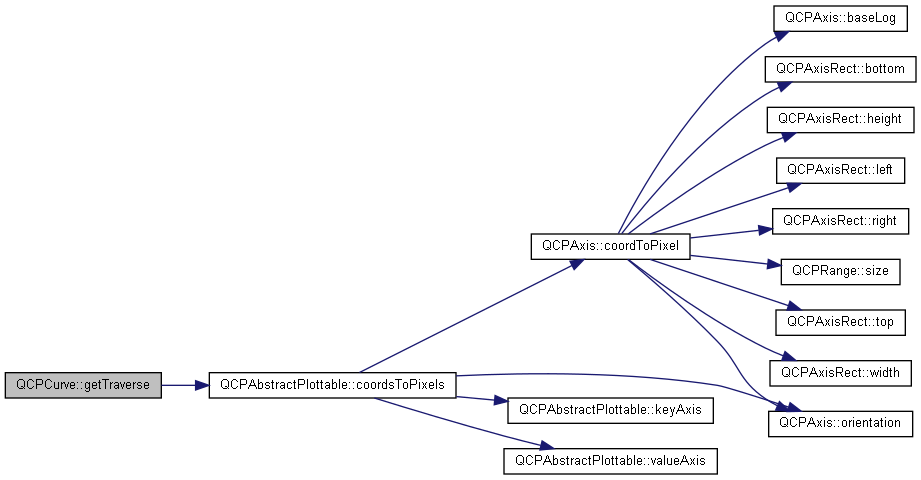 QCPAxis::baseLog
QCPAxisRect::bottom
QCPAxisRect::height
QCPAxisRect::left
QCPAxisRect::right
QCPAxis::coordToPixel
QCPRange::size
QCPAxisRect::top
QCPAxisRect::width
QCPCurve::getTraverse
QCPAbstractPlottable::coordsToPixels
QCPAbstractPlottable::keyAxis
QCPAxis::orientation
QCPAbstractPlottable::valueAxis